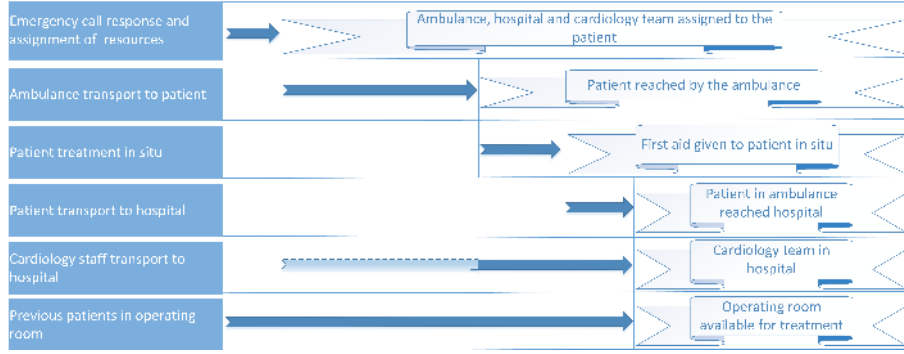 Emergency call response and
assignment of resources
Ambulance, hospital and cardiology team assigned to the
patient
Ambulance transport to patient
Patient reached by the ambulance
Patient treatment in situ
First aid given to patient in situ
Patient transport to hospital
Patient in ambulance
reached hospital
Cardiology staff transport to
hospital
Cardiology team in
hospital
Previous patients in operating
room
Operating room
available for treatment